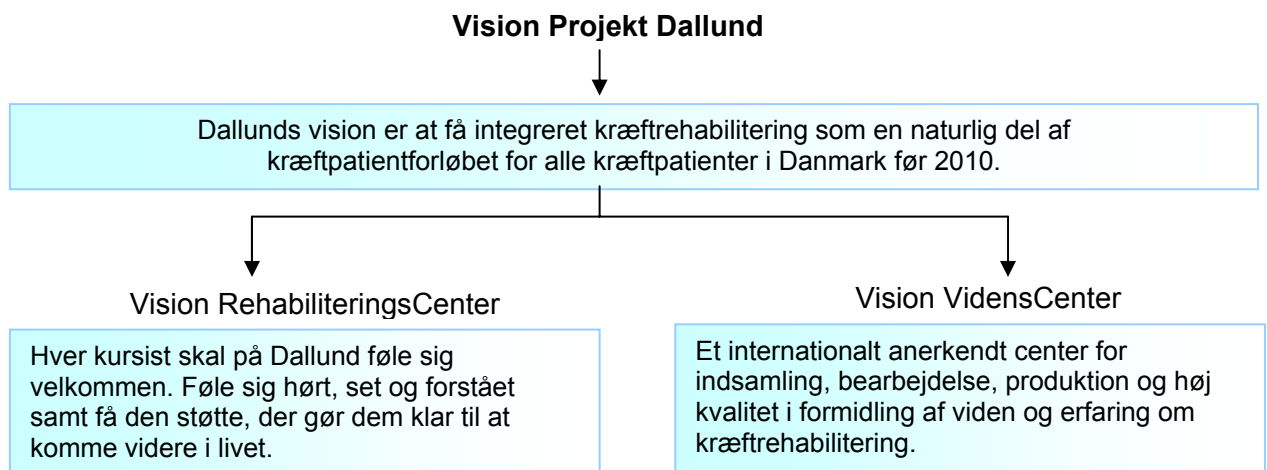 Vision Projekt Dallund
Dallunds vision er at få integreret kræftrehabilitering som en naturlig del af
kræftpatientforløbet for alle kræftpatienter i Danmark før 2010.
Vision RehabiliteringsCenter
Hver kursist skal på Dallund føle sig
velkommen. Føle sig hørt, set og forstået
samt få den støtte, der gør dem klar til at
komme videre i livet.
Vision VidensCenter
Et internationalt anerkendt center for
indsamling, bearbejdelse, produktion og høj
kvalitet i formidling af viden og erfaring om
kræftrehabilitering.